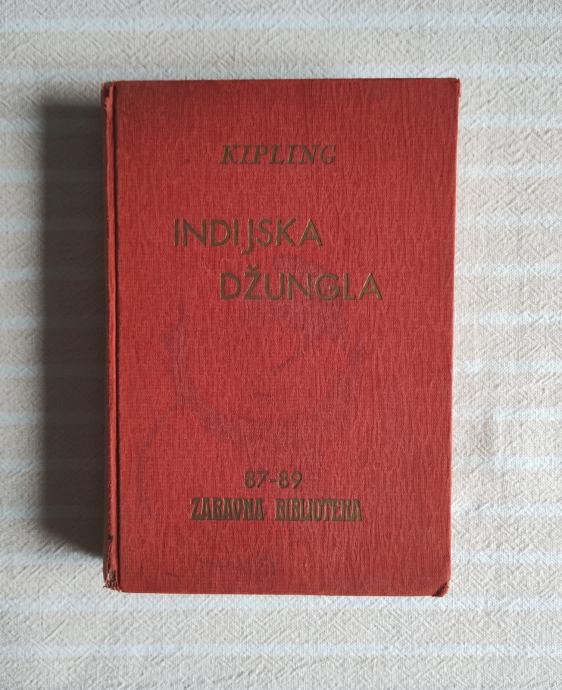 KIPLING
INDIJSKA
DŽUNGLA
87-89
ZABAVNA BIBLIOTEKA